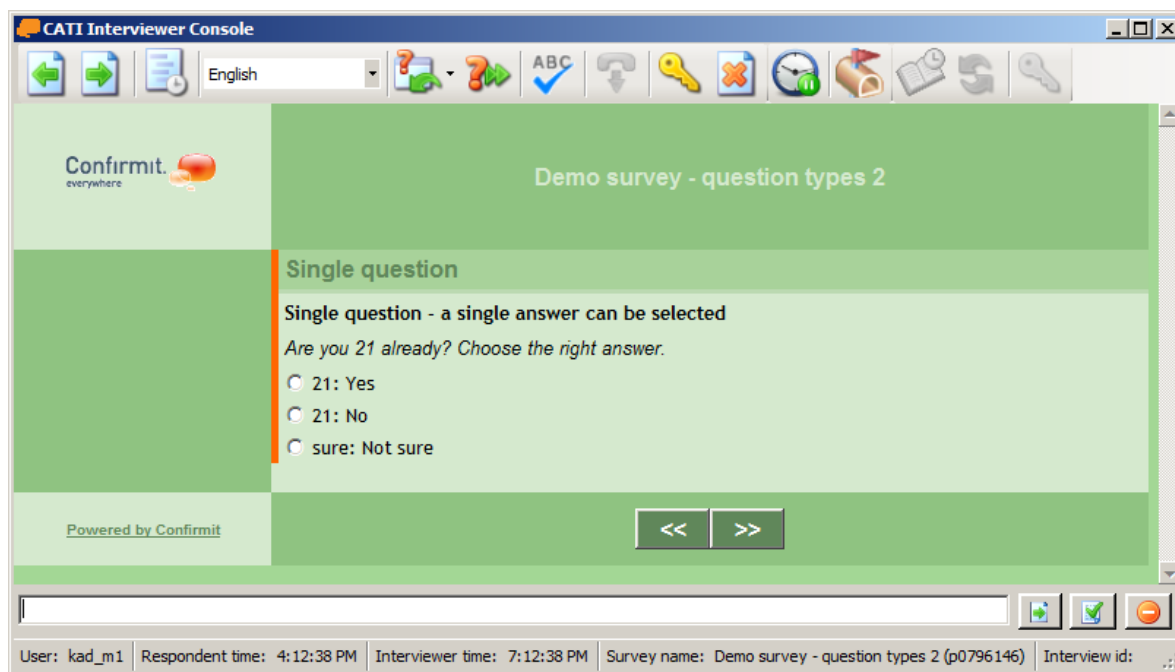 CATI Interviewer Console
English
ABC
Confirmit.
everywhere
Demo survey - question types 2
Single question
Single question - a single answer can be selected
Are you 21 already? Choose the right answer.
21: Yes
21: No
sure: Not sure
Powered by Confirmit
<< >>
User: kad_m1 Respondent time: 4:12:38 PM Interviewer time: 7:12:38 PM Survey name: Demo survey - question types 2 (p0796146) Interview id: